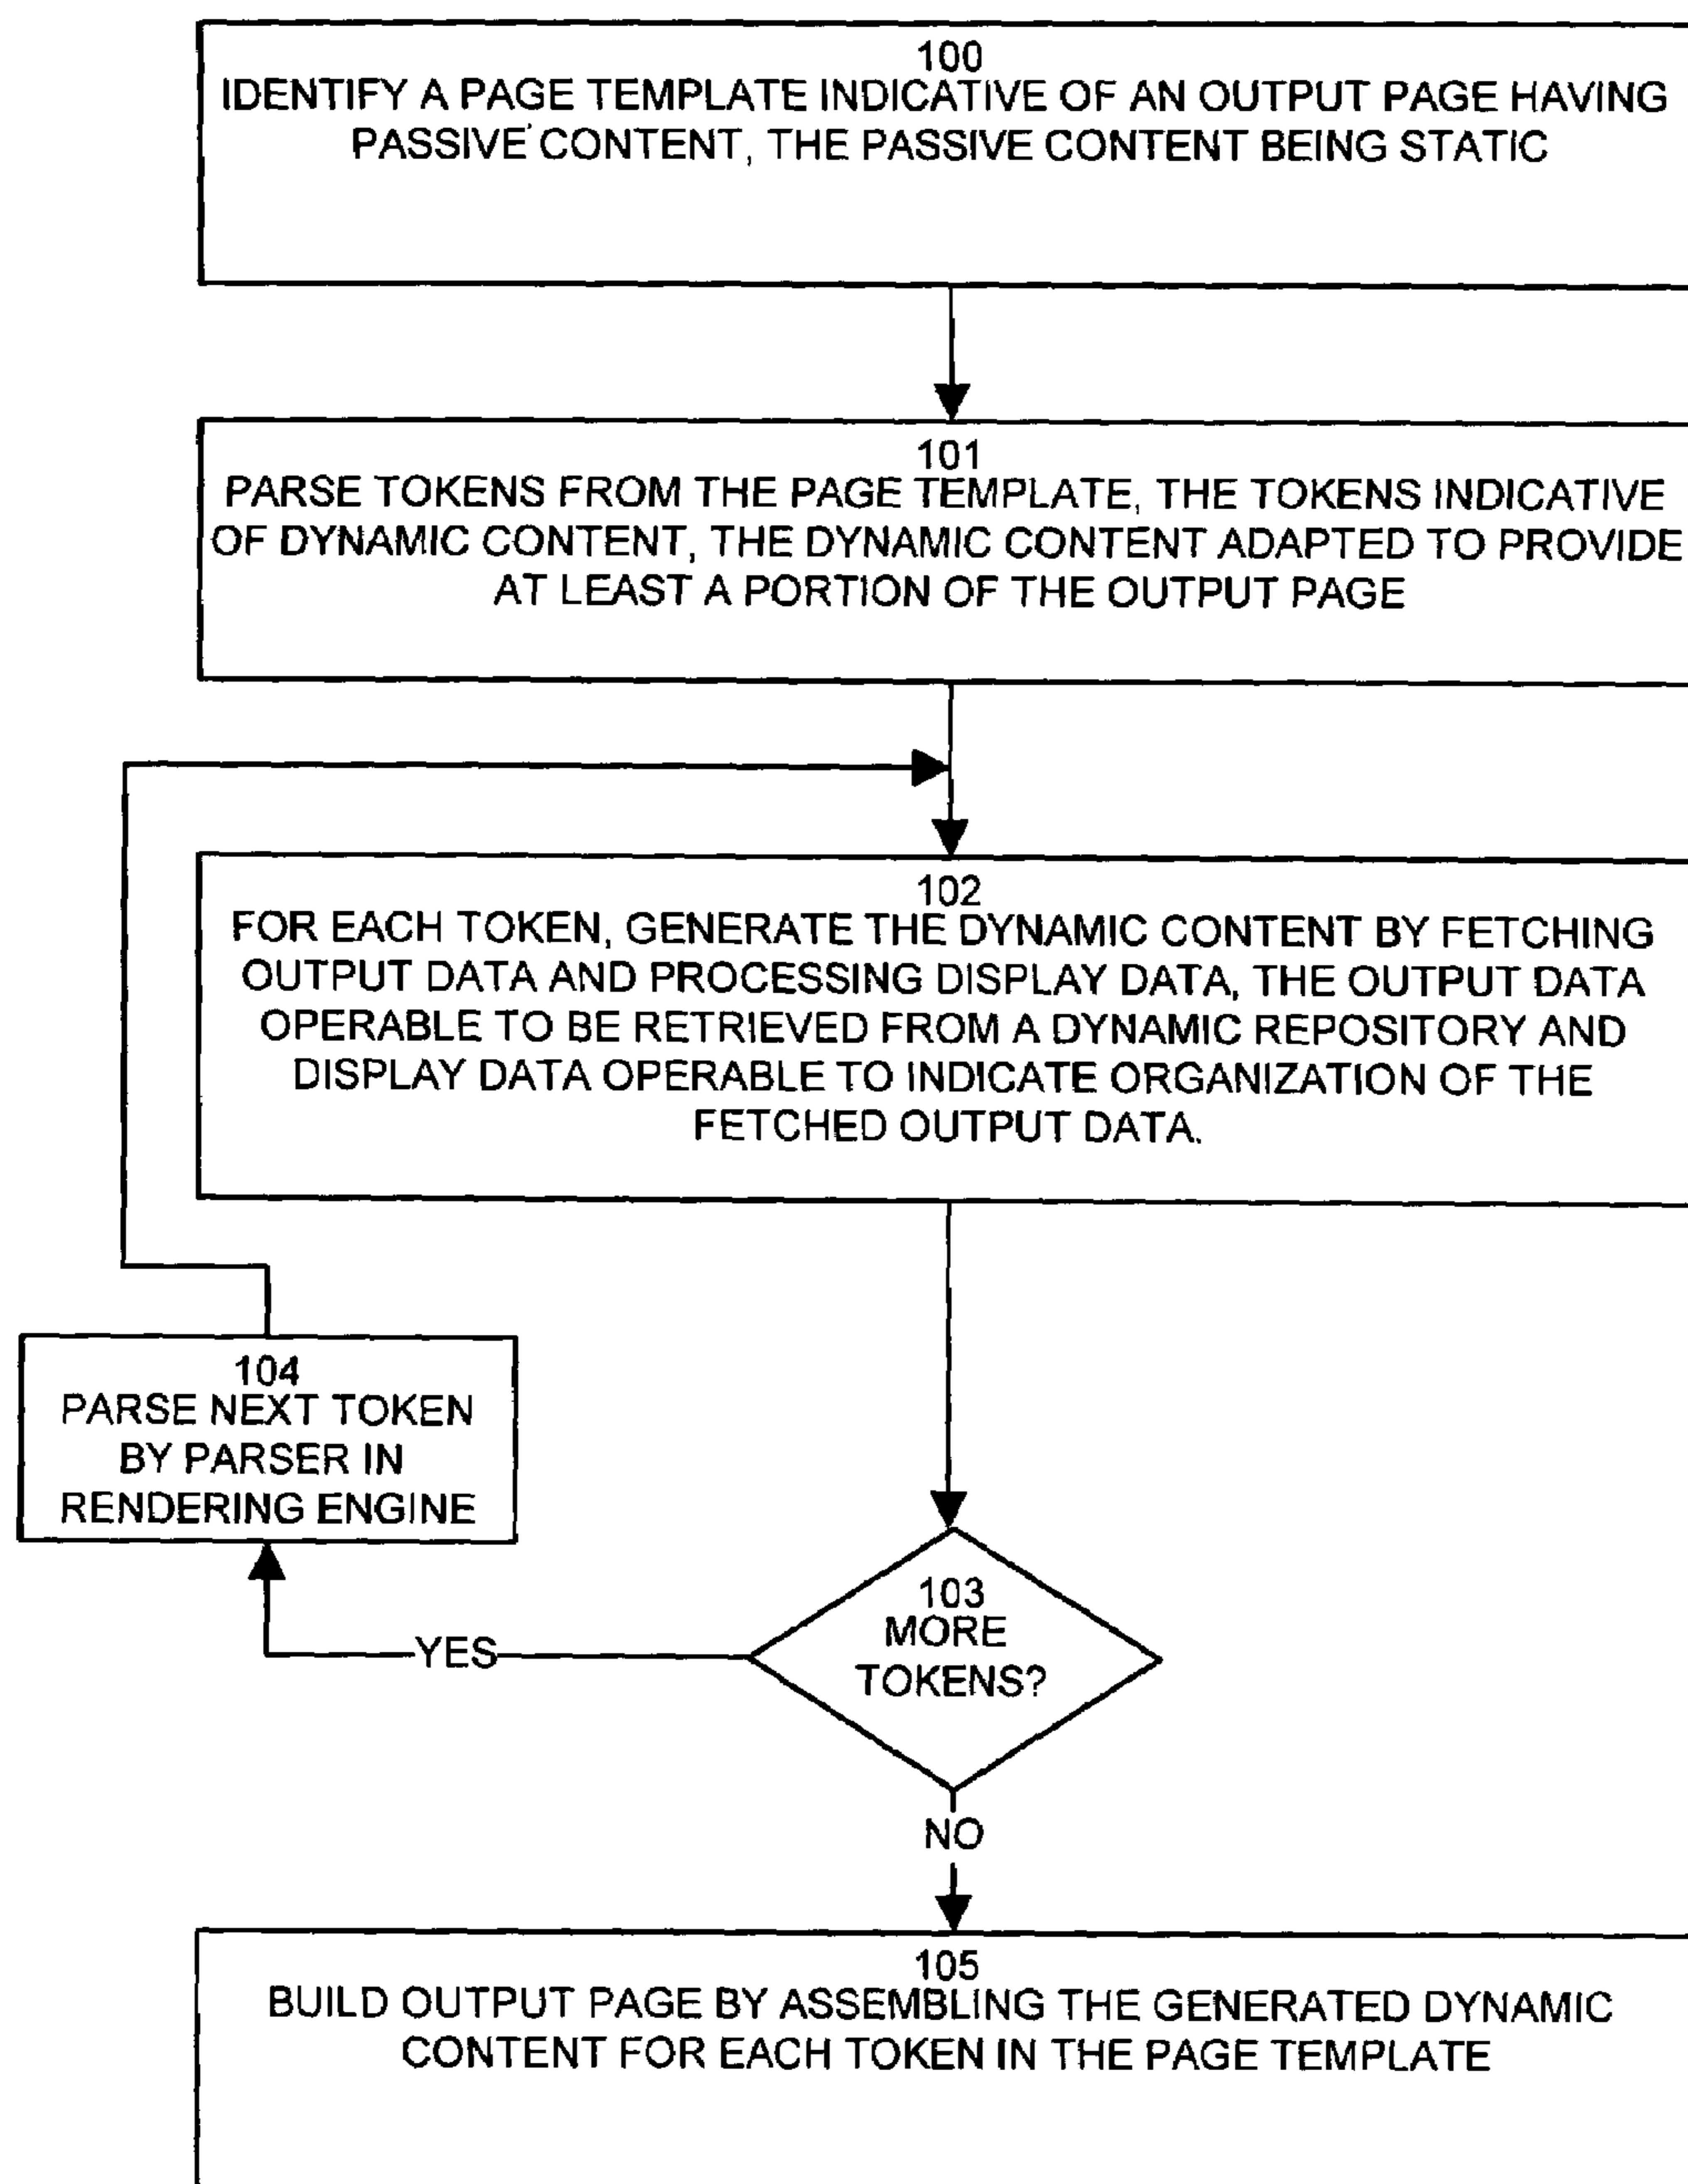 100
IDENTIFY A PAGE TEMPLATE INDICATIVE OF AN OUTPUT PAGE HAVING
PASSIVE CONTENT, THE PASSIVE CONTENT BEING STATIC
101
PARSE TOKENS FROM THE PAGE TEMPLATE, THE TOKENS INDICATIVE
OF DYNAMIC CONTENT, THE DYNAMIC CONTENT ADAPTED TO PROVIDE
AT LEAST A PORTION OF THE OUTPUT PAGE
102
FOR EACH TOKEN, GENERATE THE DYNAMIC CONTENT BY FETCHING
OUTPUT DATA AND PROCESSING DISPLAY DATA, THE OUTPUT DATA
OPERABLE TO BE RETRIEVED FROM A DYNAMIC REPOSITORY AND
DISPLAY DATA OPERABLE TO INDICATE ORGANIZATION OF THE
FETCHED OUTPUT DATA.
104
PARSE NEXT TOKEN
BY PARSER IN
RENDERING ENGINE
103
MORE
TOKENS?
YES
NO
105
BUILD OUTPUT PAGE BY ASSEMBLING THE GENERATED DYNAMIC
CONTENT FOR EACH TOKEN IN THE PAGE TEMPLATE